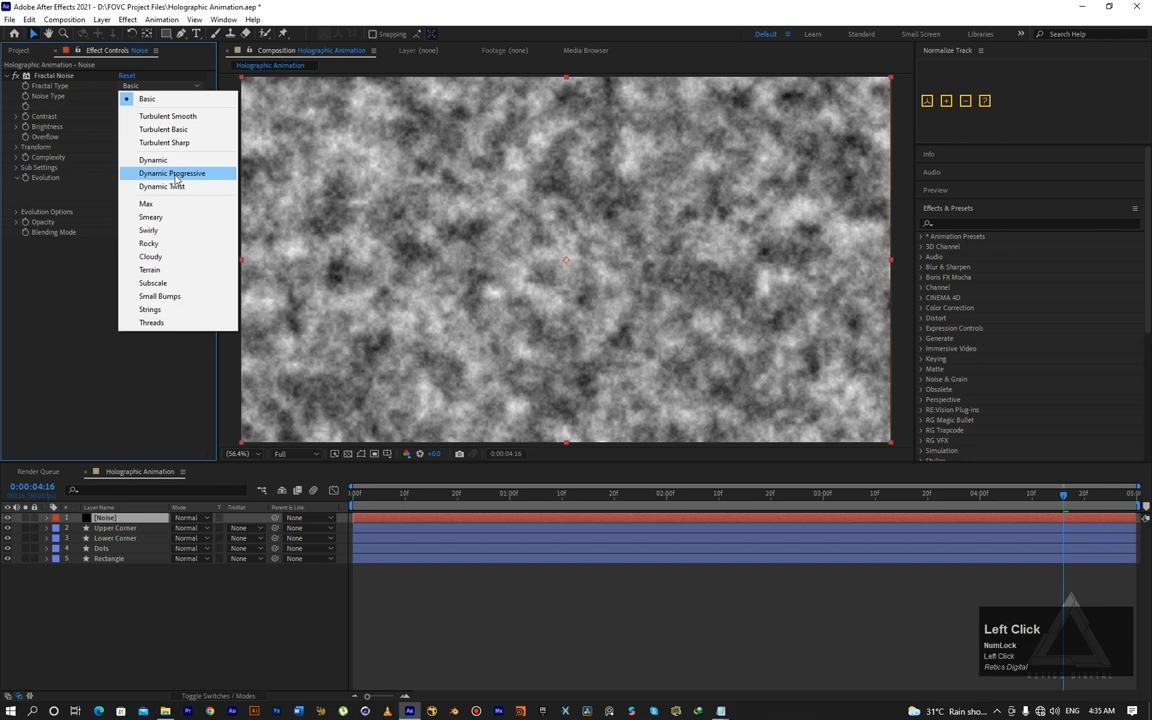 Adobe After Effects 2021 - D:\FOVC Project Files\Holographic Animation.aep *
File Edit Composition Layer Effect Animation View Window Help
Snapping Default Learn Standard Small Screen Libraries Search Help
Project Effect Controls Noise Composition Holographic Animation Layer (none) Footage (none) Media Browser Normalize Track
Holographic Animation - Noise
Holographic Animation
Fractal Noise Reset
Fractal Type Basic
Noise Type
Contrast
Brightness
Overflow
Transform
Complexity
Sub Settings
Evolution
Evolution Options
Opacity
Blending Mode
Basic
Turbulent Smooth
Turbulent Basic
Turbulent Sharp
Dynamic
Dynamic Progressive
Dynamic Twist
Max
Smeary
Swirly
Rocky
Cloudy
Terrain
Subscale
Small Bumps
Strings
Threads
Info
Audio
Preview
Effects & Presets
* Animation Presets
3D Channel
Audio
Blur & Sharpen
Boris FX Mocha
Channel
CINEMA 4D
Color Correction
Distort
Expression Controls
Generate
Immersive Video
Keying
Matte
Noise & Grain
Obsolete
Perspective
RE:Vision Plug-ins
RG Magic Bullet
RG Trapcode
RG VFX
Simulation
(56.4%) Full +0.0 0:00:04:16
Render Queue Holographic Animation
0:00:04:16
# Layer Name Mode T .TrkMat Parent & Link
1 [Noise] Normal None
2 Upper Corner Normal None None
3 Lower Corner Normal None None
4 Dots Normal None None
5 Rectangle Normal None None
):00f 10f 20f 01:00f 10f 20f 02:00f 10f 20f 03:00f 10f 20f 04:00f 10f 20f 05:0
Left Click
NumLock
Left Click
Retics Digital
RETICS DIGITAL
Toggle Switches / Modes
31°C Rain sho... ENG 4:35 AM